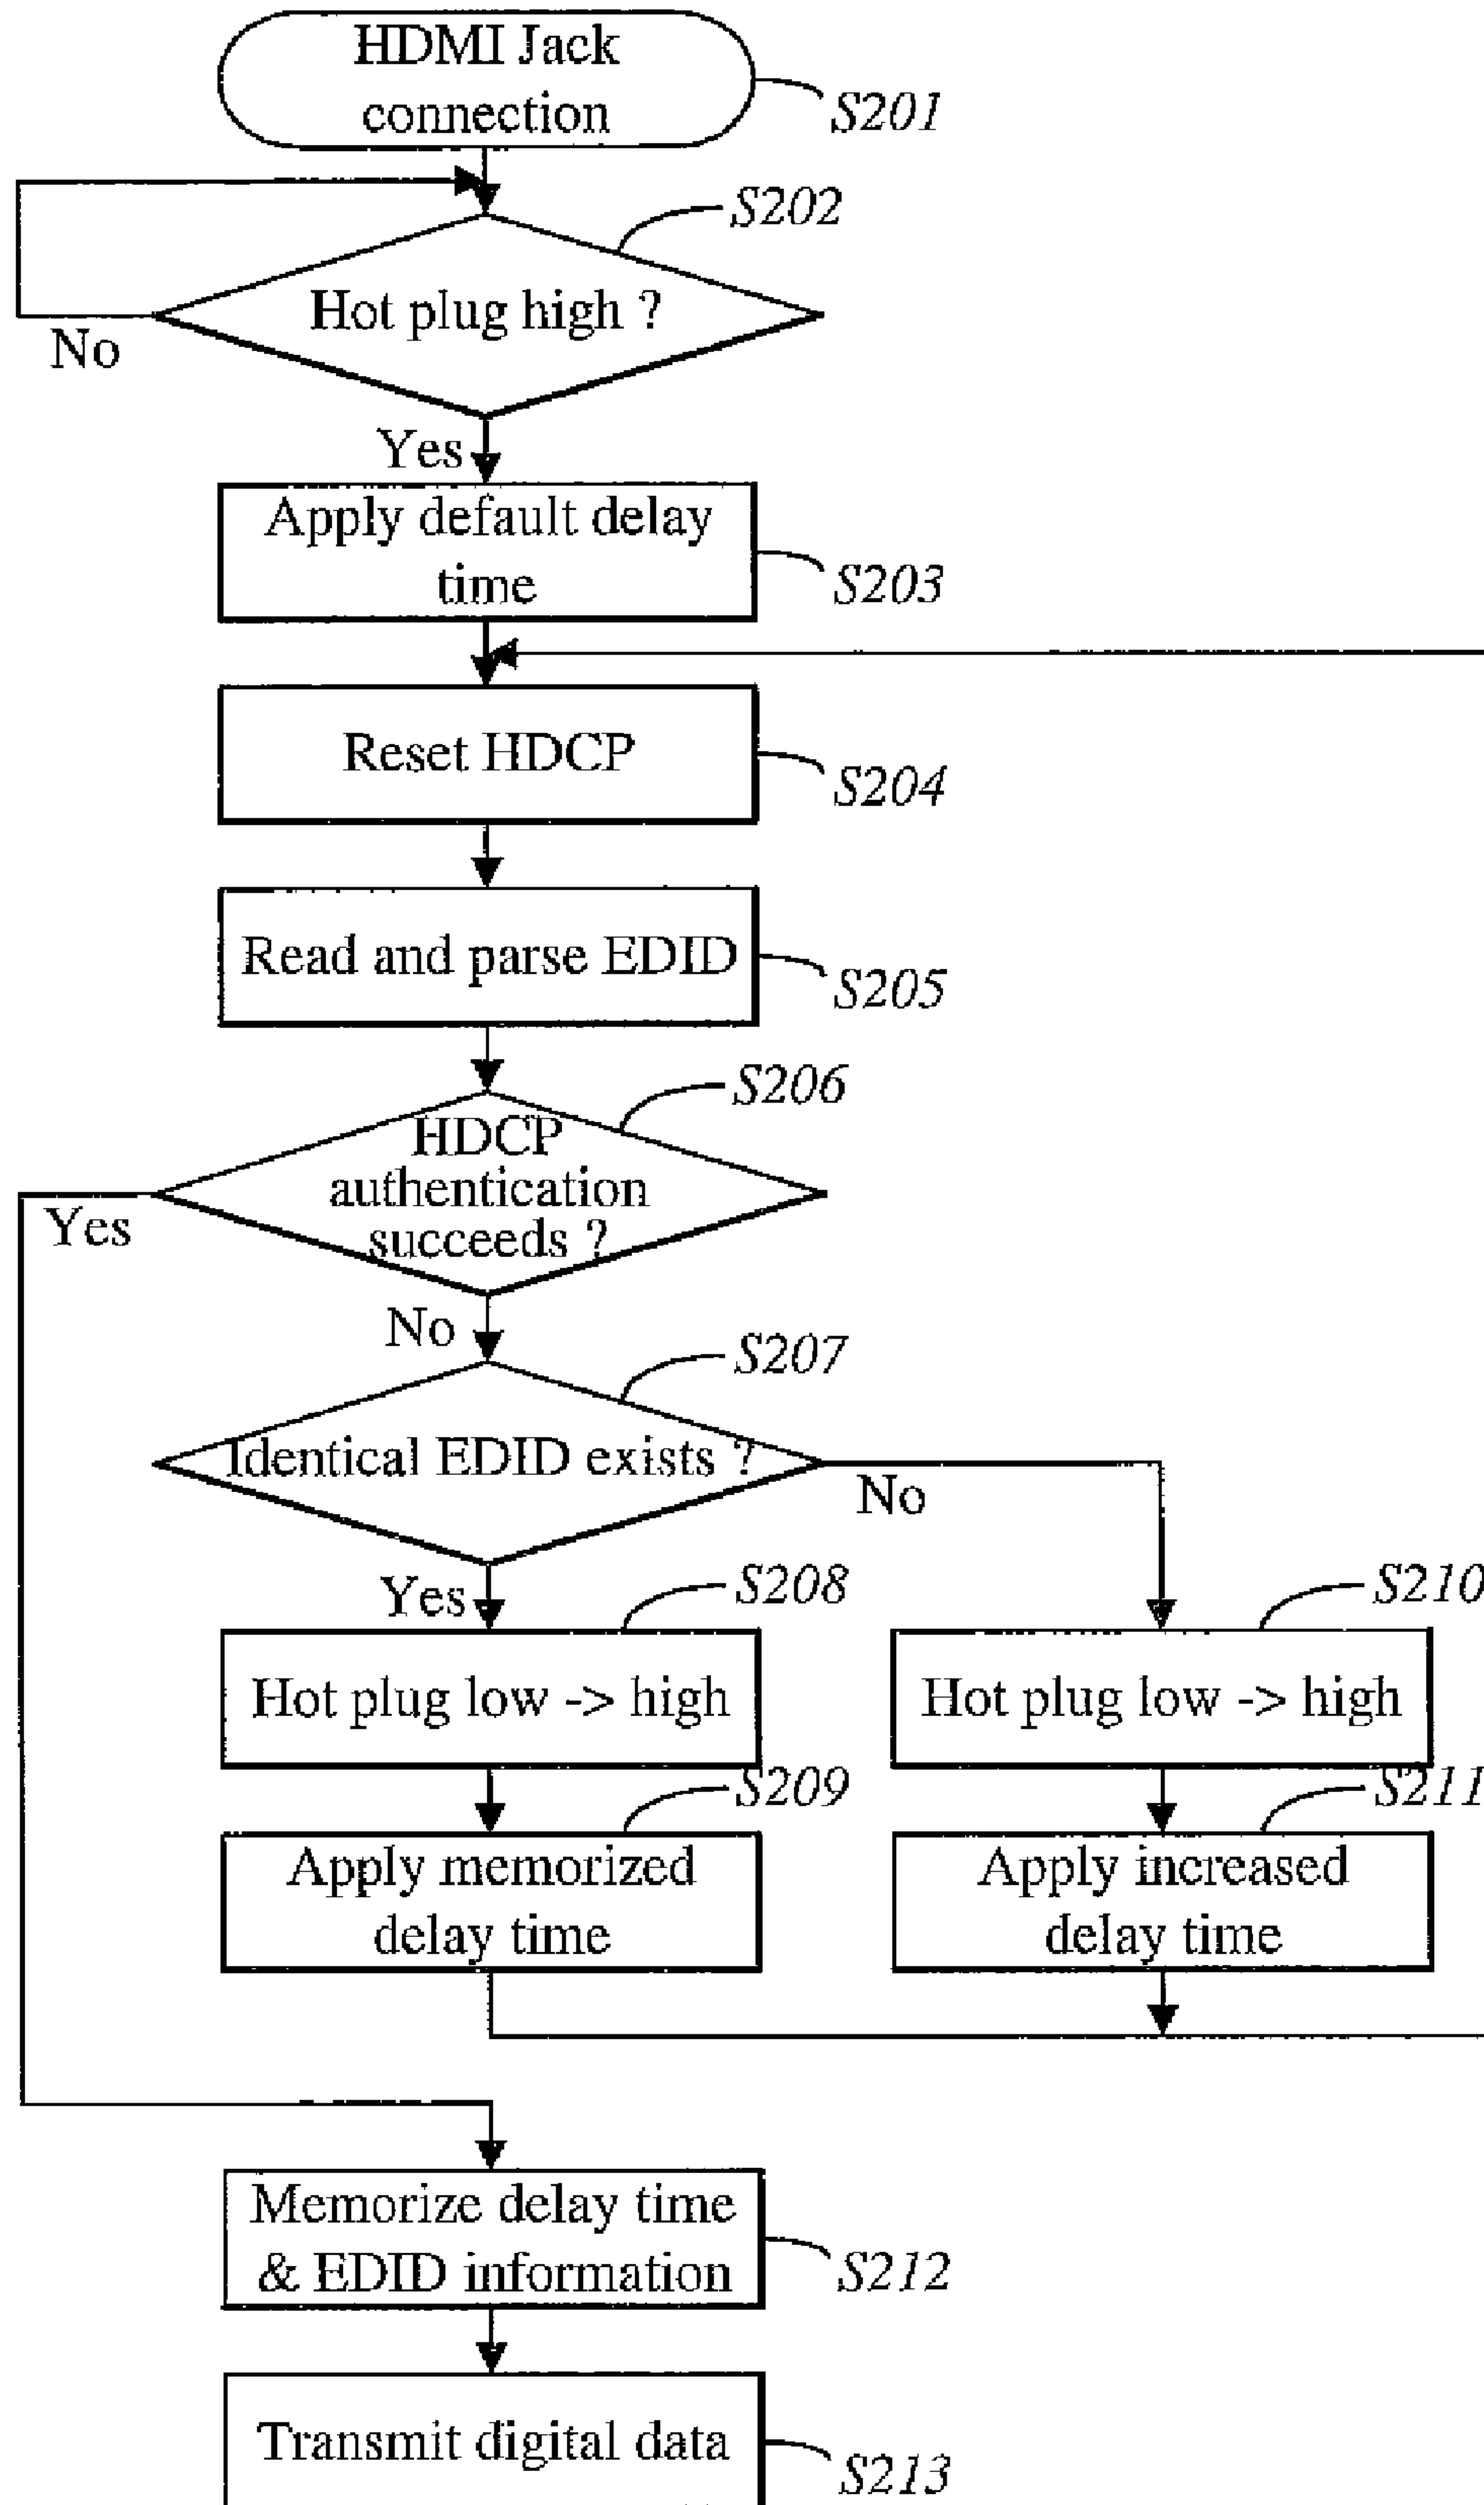 HDMI Jack
connection
S201
S202
Hot plug high ?
No
Yes
Apply default delay
time
S203
Reset HDCP
S204
Read and parse EDID
S205
S206
HDCP
authentication
succeeds ?
Yes
No
S207
Identical EDID exists ?
No
Yes
S208
S210
Hot plug low -> high
Hot plug low -> high
S209
S211
Apply memorized
delay time
Apply increased
delay time
Memorize delay time
& EDID information
S212
Transmit digital data
S213